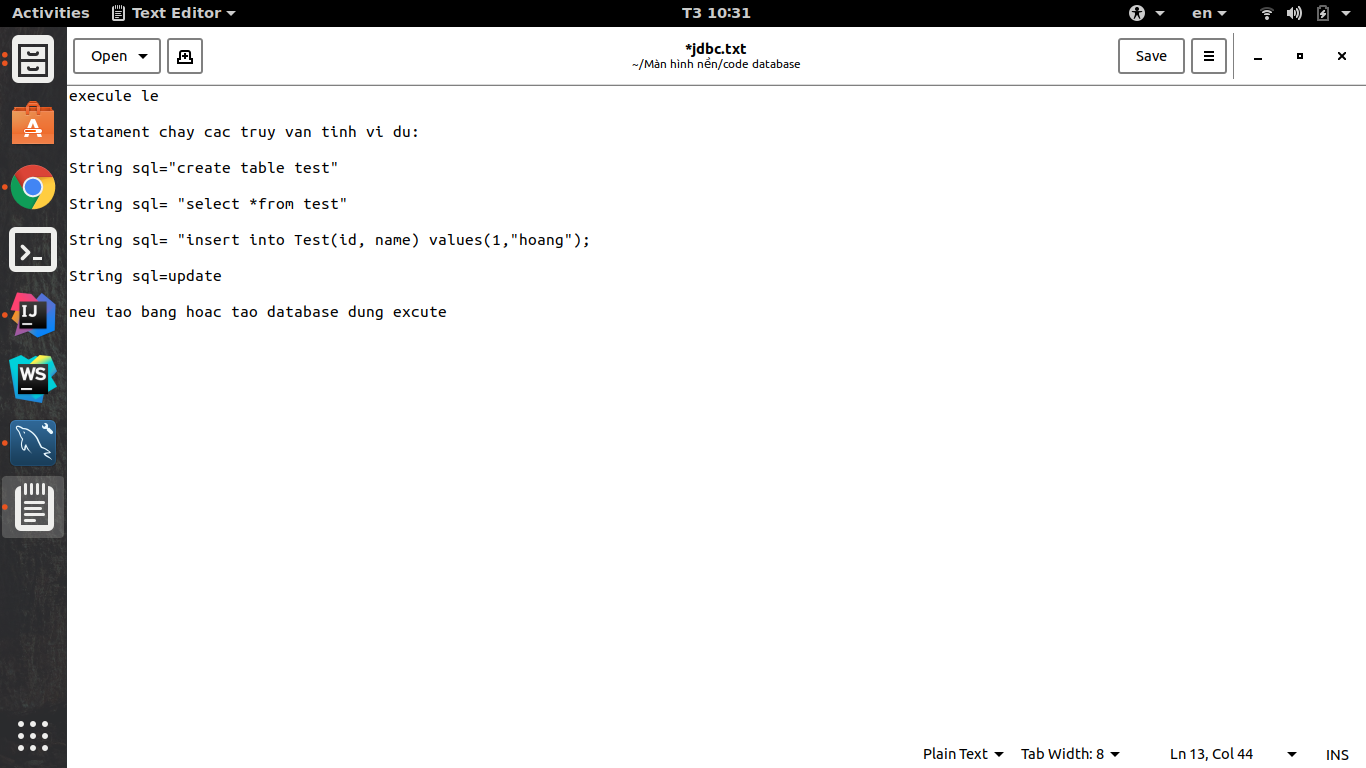 Activities Text Editor T3 10:31 en
Open *jdbc.txt Save
~/Màn hình nền/code database
execule le
statament chay cac truy van tinh vi du:
String sql="create table test"
String sql= "select *from test"
String sql= "insert into Test(id, name) values(1,"hoang");
String sql=update
neu tao bang hoac tao database dung excute
IJ
WS
Plain Text Tab Width: 8 Ln 13, Col 44 INS